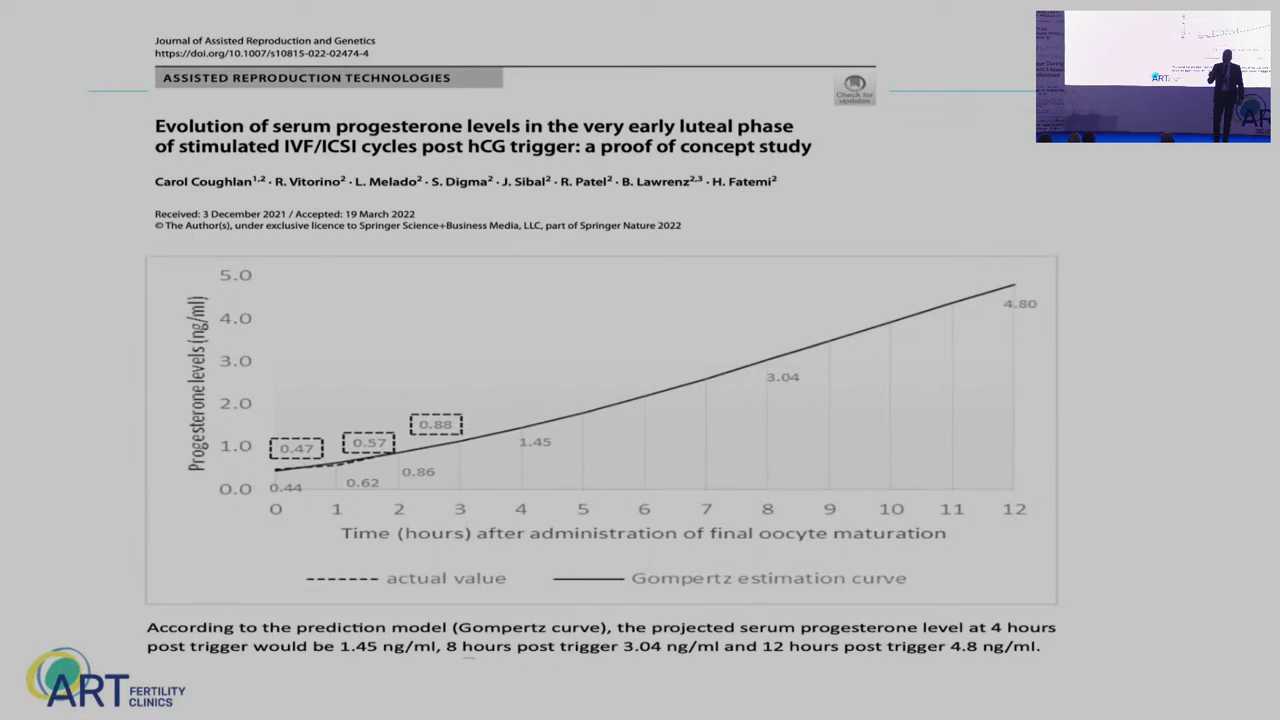 Journal of Assisted Reproduction and Genetics
https://doi.org/10.1007/s10815-022-02474-4
ASSISTED REPRODUCTION TECHNOLOGIES
Check for
updates
Evolution of serum progesterone levels in the very early luteal phase
of stimulated IVF/ICSI cycles post hCG trigger: a proof of concept study
Carol Coughlan1,2 · R. Vitorino2 · L. Melado2 · S. Digma2 · J. Sibal2 · R. Patel2 · B. Lawrenz2,3 · H. Fatemi2
Received: 3 December 2021 / Accepted: 19 March 2022
© The Author(s), under exclusive licence to Springer Science+Business Media, LLC, part of Springer Nature 2022
Progesterone levels (ng/ml)
5.0
4.0
3.0
2.0
1.0
0.0
0.47
0.57
0.88
0.44
0.62
0.86
1.45
3.04
4.80
0 1 2 3 4 5 6 7 8 9 10 11 12
Time (hours) after administration of final oocyte maturation
actual value
Gompertz estimation curve
According to the prediction model (Gompertz curve), the projected serum progesterone level at 4 hours
post trigger would be 1.45 ng/ml, 8 hours post trigger 3.04 ng/ml and 12 hours post trigger 4.8 ng/ml.
ART FERTILITY
CLINICS
ART